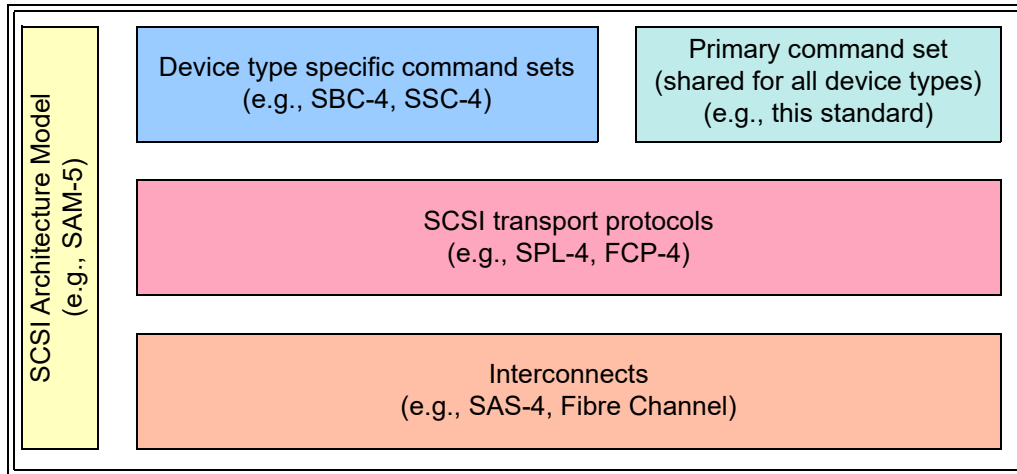 SCSI Architecture Model
(e.g., SAM-5)
Device type specific command sets
(e.g., SBC-4, SSC-4)
Primary command set
(shared for all device types)
(e.g., this standard)
SCSI transport protocols
(e.g., SPL-4, FCP-4)
Interconnects
(e.g., SAS-4, Fibre Channel)